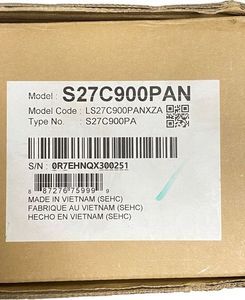 Model : S27C900PAN
Model Code : LS27C900PANXZA
Type No. : S27C900PA
S/N : 0R7EHNQX300251
8 87276 75999 9
MADE IN VIETNAM (SEHC)
FABRIQUÉ AU VIETNAM (SEHC)
HECHO EN VIETNAM (SEHC)